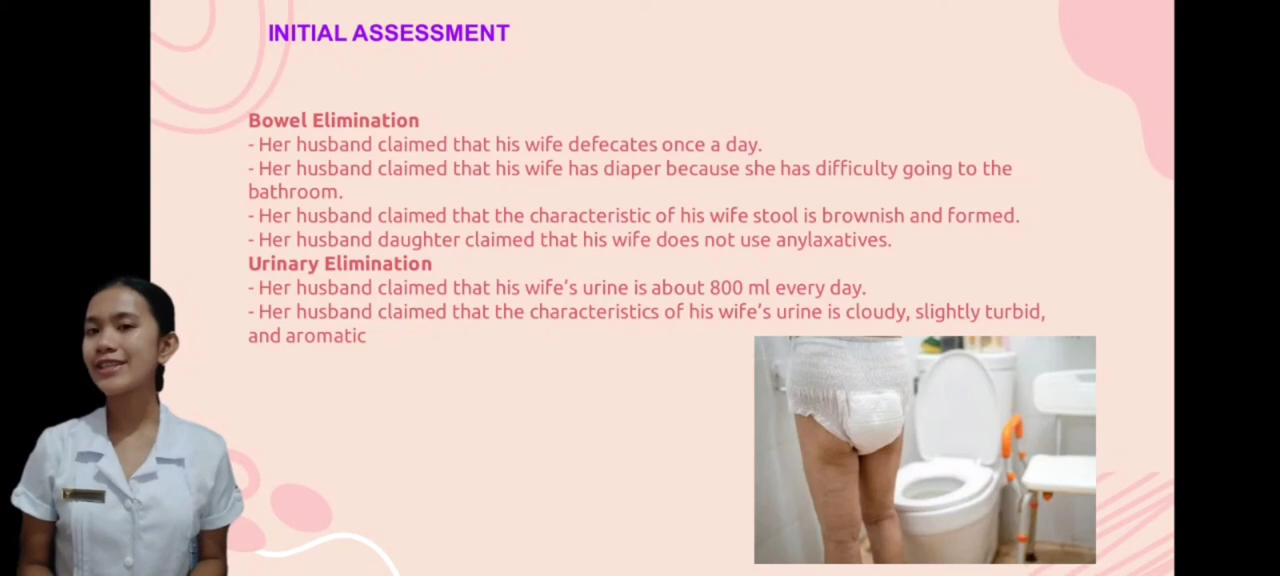 INITIAL ASSESSMENT
Bowel Elimination
- Her husband claimed that his wife defecates once a day.
- Her husband claimed that his wife has diaper because she has difficulty going to the
bathroom.
- Her husband claimed that the characteristic of his wife stool is brownish and formed.
- Her husband daughter claimed that his wife does not use anylaxatives.
Urinary Elimination
- Her husband claimed that his wife’s urine is about 800 ml every day.
- Her husband claimed that the characteristics of his wife’s urine is cloudy, slightly turbid,
and aromatic